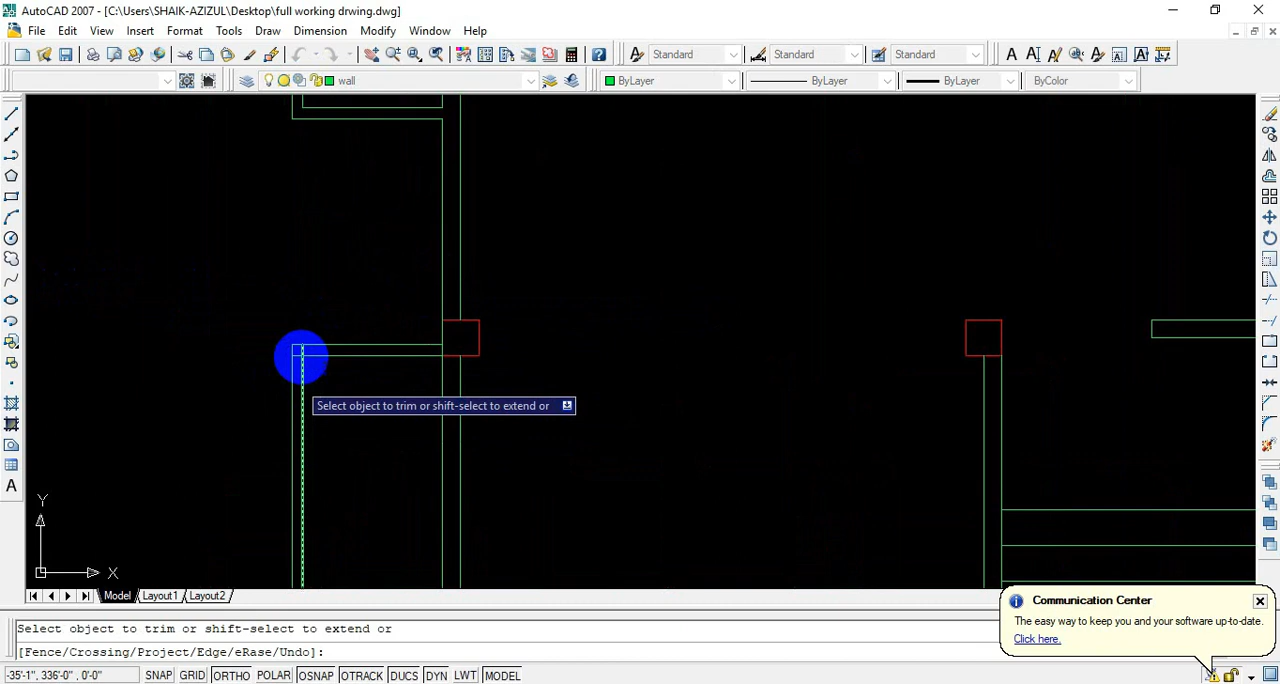 AutoCAD 2007 - [C:\Users\SHAIK-AZIZUL\Desktop\full working drwing.dwg]
File Edit View Insert Format Tools Draw Dimension Modify Window Help
Standard Standard Standard
wall ByLayer ByLayer ByLayer ByColor
Select object to trim or shift-select to extend or
Y
X
Model Layout1 Layout2
Communication Center
The easy way to keep you and your software up-to-date.
Click here.
Select object to trim or shift-select to extend or
[Fence/Crossing/Project/Edge/eRase/Undo]:
-35'-1", 336'-0" , 0'-0" SNAP GRID ORTHO POLAR OSNAP OTRACK DUCS DYN LWT MODEL